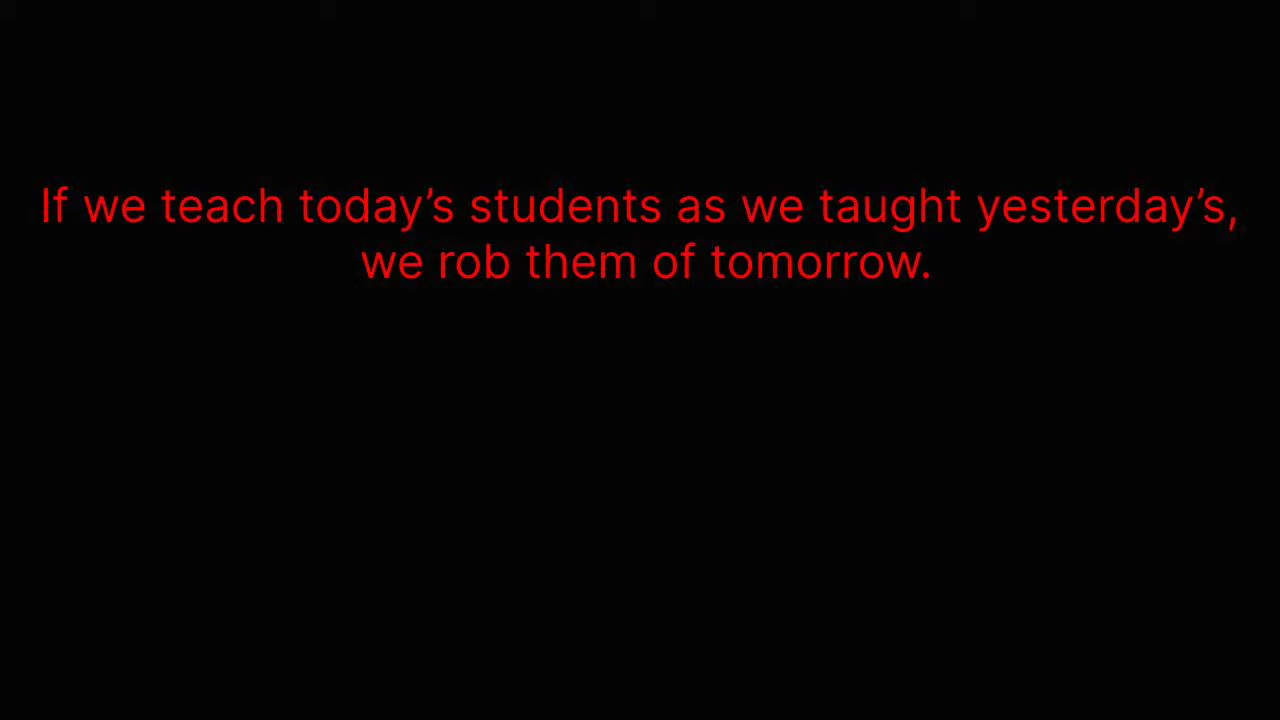 If we teach today’s students as we taught yesterday’s,
we rob them of tomorrow.